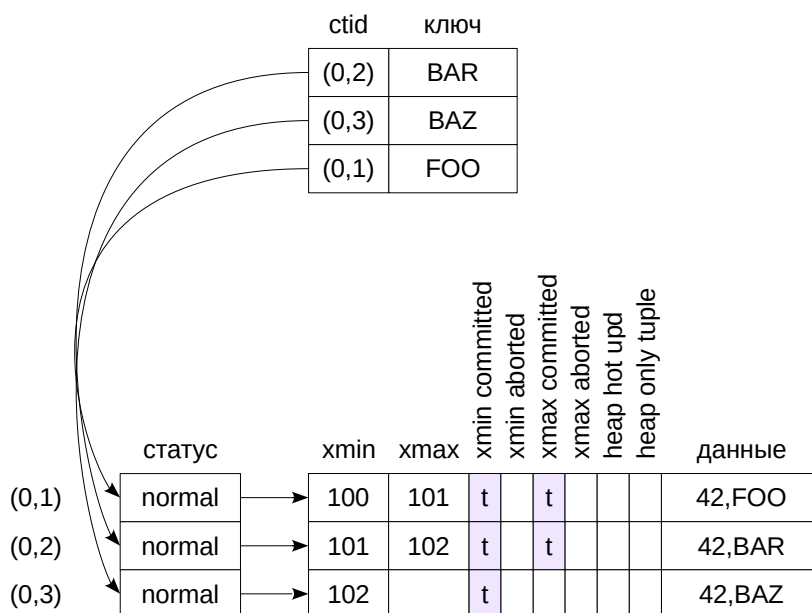 ctid ключ
(0,2) BAR
(0,3) BAZ
(0,1) FOO
статус xmin xmax xmin committed xmin aborted xmax committed xmax aborted heap hot upd heap only tuple данные
(0,1) normal 100 101 t t 42,FOO
(0,2) normal 101 102 t t 42,BAR
(0,3) normal 102 t 42,BAZ